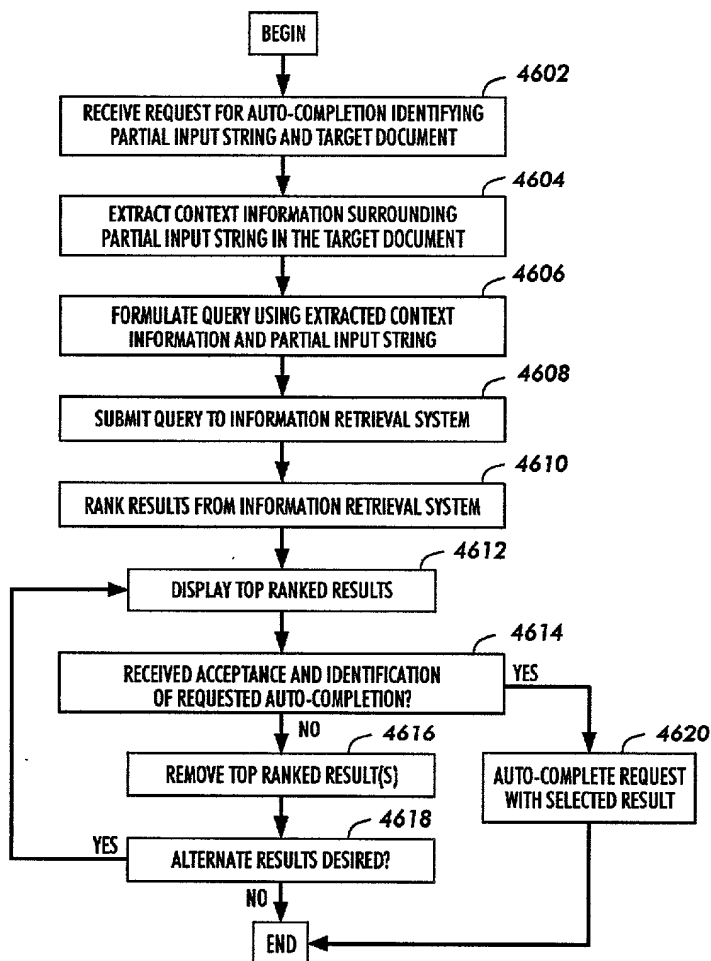 BEGIN
4602
RECEIVE REQUEST FOR AUTO-COMPLETION IDENTIFYING
PARTIAL INPUT STRING AND TARGET DOCUMENT
4604
EXTRACT CONTEXT INFORMATION SURROUNDING
PARTIAL INPUT STRING IN THE TARGET DOCUMENT
4606
FORMULATE QUERY USING EXTRACTED CONTEXT
INFORMATION AND PARTIAL INPUT STRING
4608
SUBMIT QUERY TO INFORMATION RETRIEVAL SYSTEM
4610
RANK RESULTS FROM INFORMATION RETRIEVAL SYSTEM
4612
DISPLAY TOP RANKED RESULTS
4614
RECEIVED ACCEPTANCE AND IDENTIFICATION
OF REQUESTED AUTO-COMPLETION?
YES
NO
4616
REMOVE TOP RANKED RESULT(S)
4620
AUTO-COMPLETE REQUEST
WITH SELECTED RESULT
4618
YES
ALTERNATE RESULTS DESIRED?
NO
END